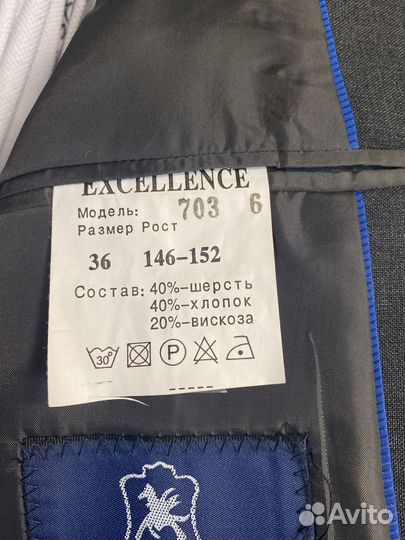 EXCELLENCE
Модель: 703 6
Размер Рост
36 146-152
Состав: 40%-шерсть
40%-хлопок
20%-вискоза
30°
P
Avito